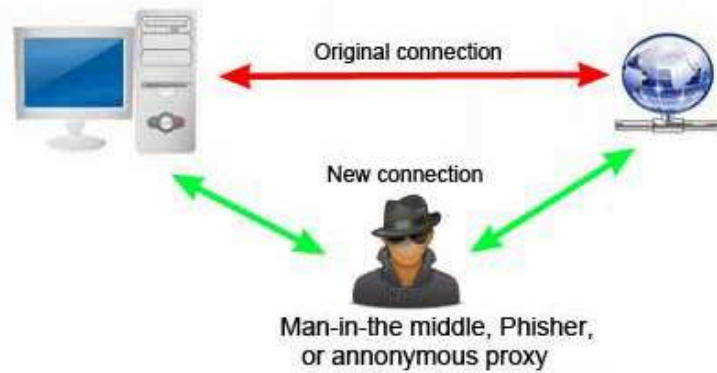 Original connection
New connection
Man-in-the middle, Phisher,
or annonymous proxy